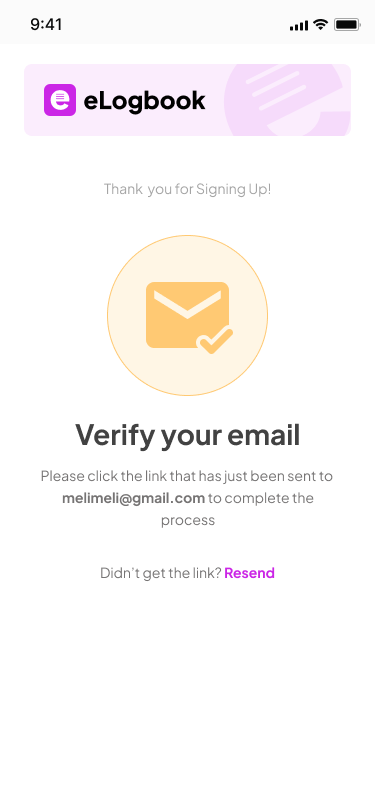 9:41
eLogbook
Thank you for Signing Up!
Verify your email
Please click the link that has just been sent to
melimeli@gmail.com to complete the
process
Didn't get the link? Resend